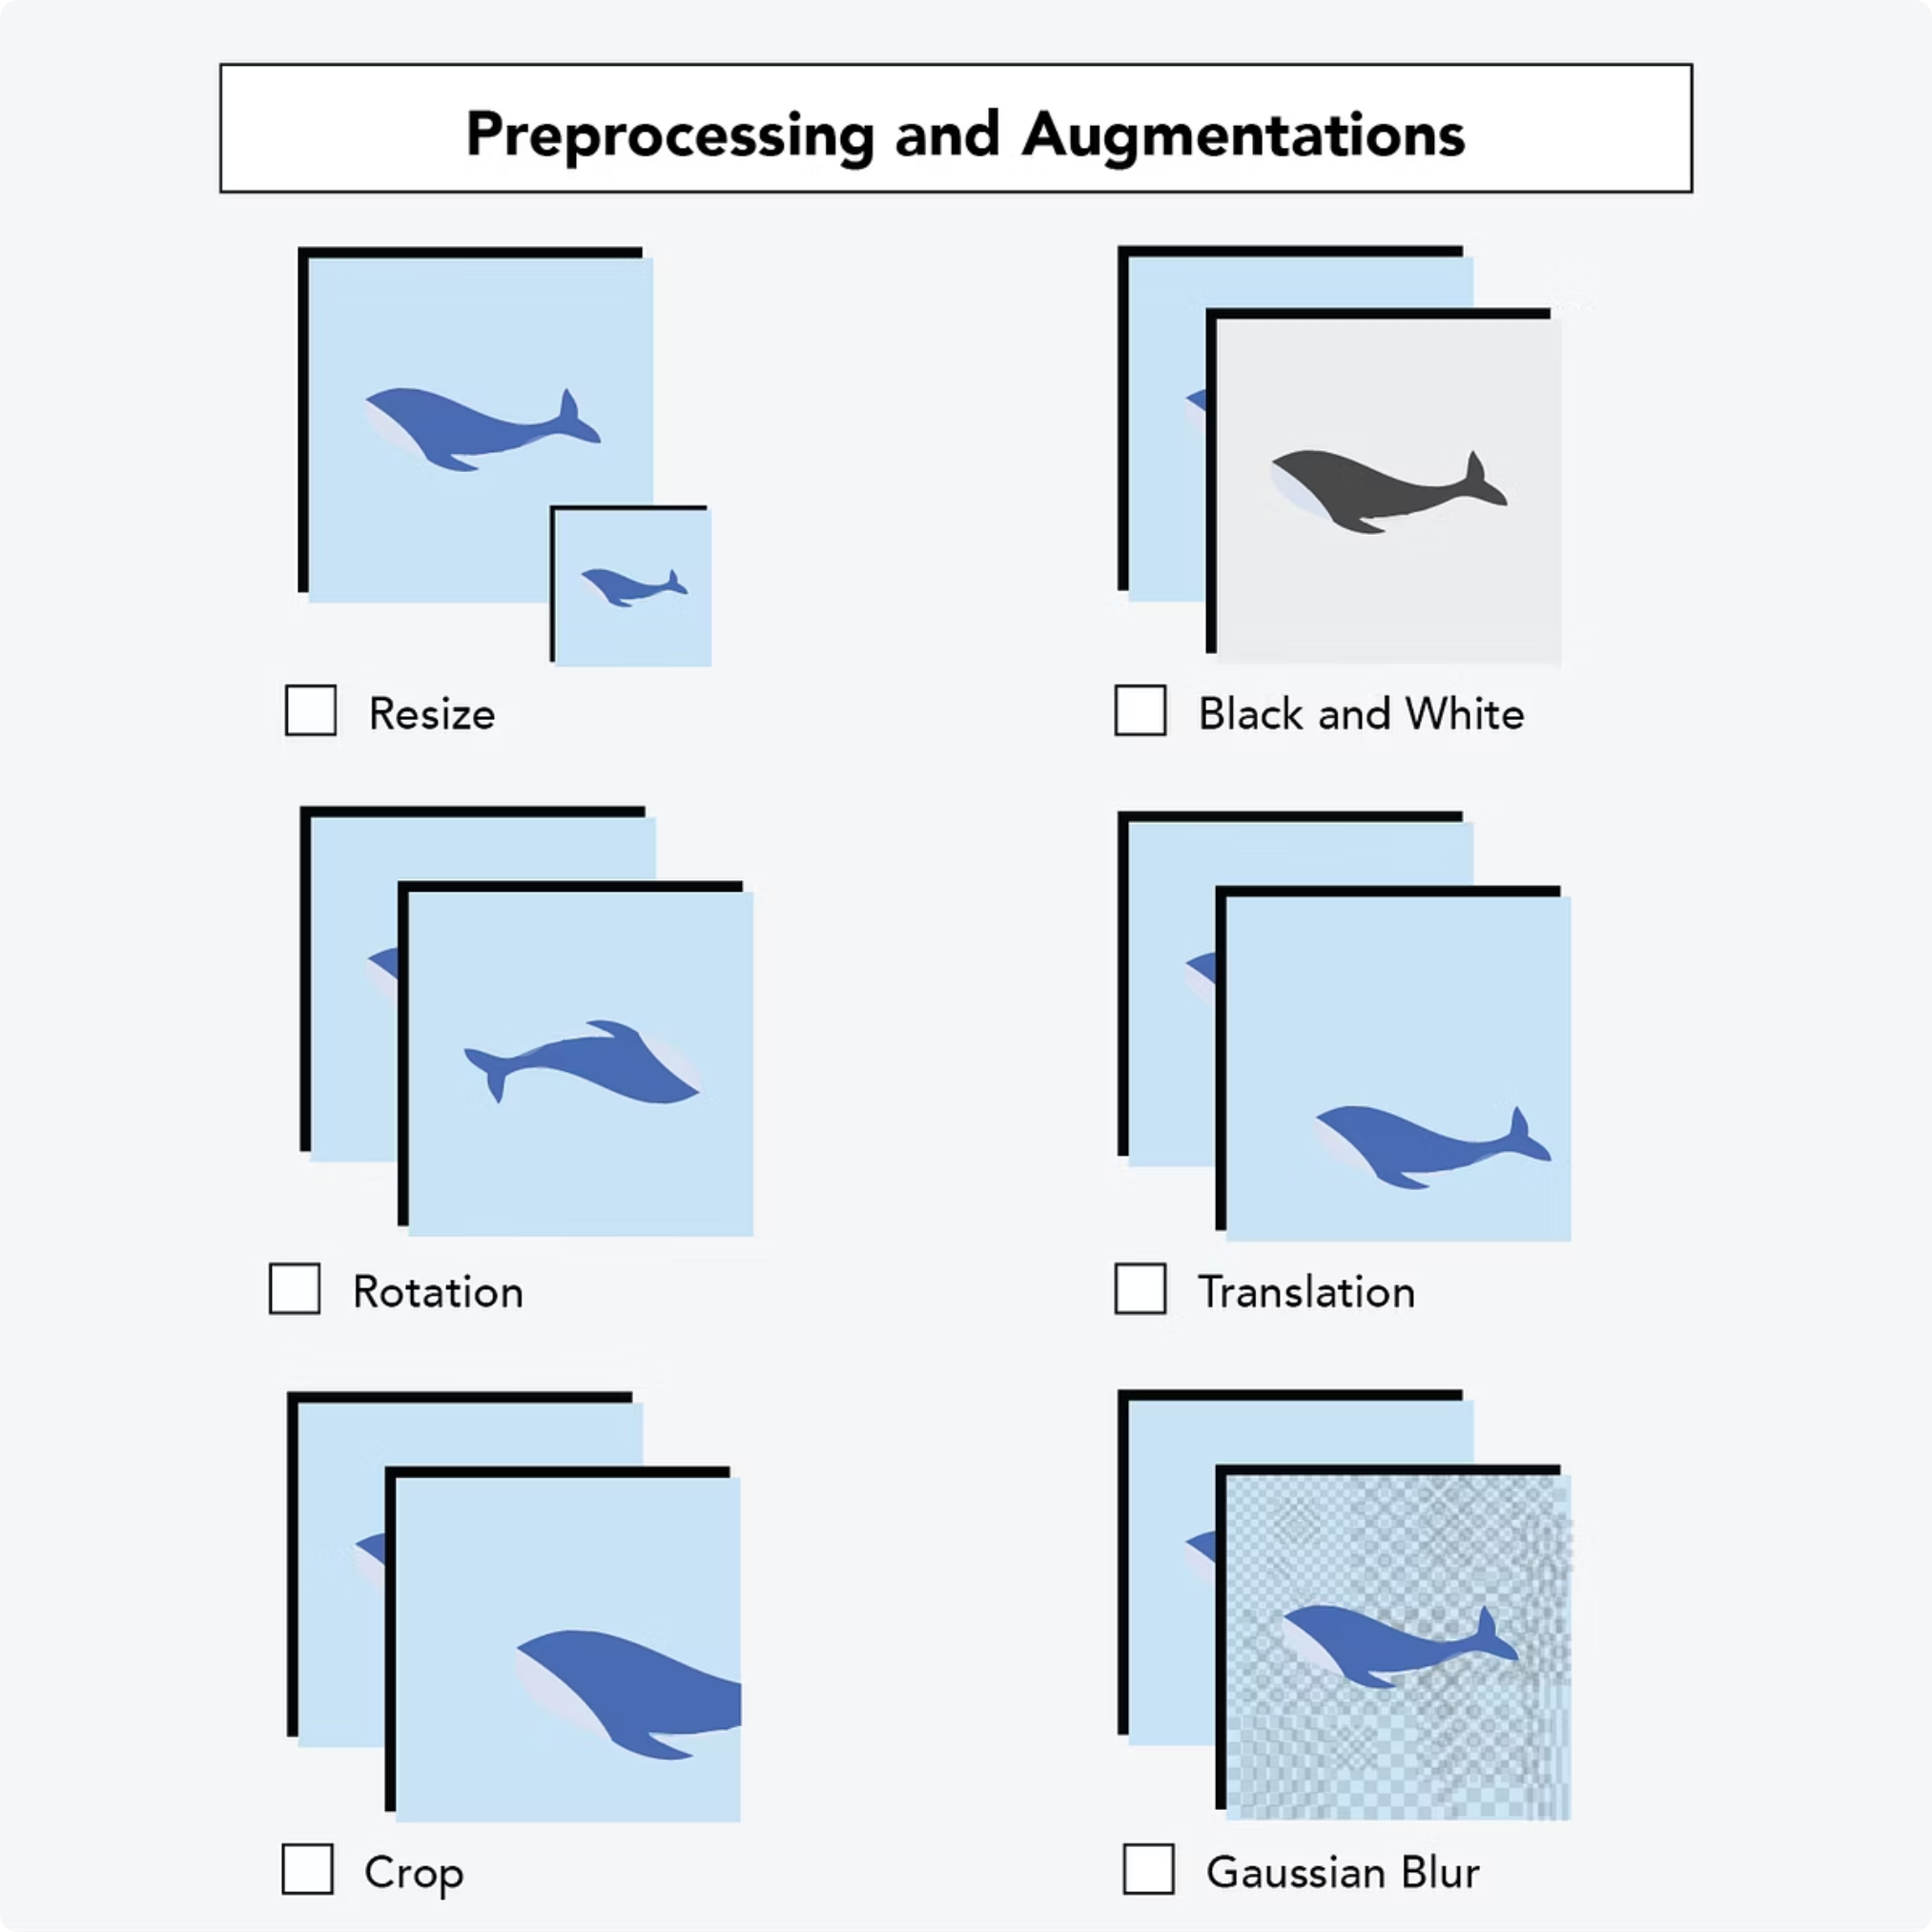 Preprocessing and Augmentations
Resize
Black and White
Rotation
Translation
Crop
Gaussian Blur